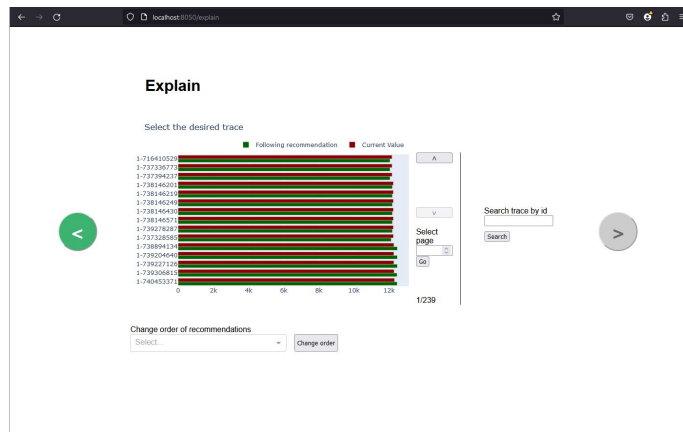 localhost:8050/explain
Explain
Select the desired trace
Following recommendation
Current Value
1-716410529
1-737336773
1-737394237
1-738146201
1-738146219
1-738146249
1-738146430
1-738146571
1-739278287
1-737328585
1-738894134
1-739204640
1-739227126
1-739306815
1-740453371
0 2k 4k 6k 8k 10k 12k
Select
page
Go
1/239
Search trace by id
Search
<
>
Change order of recommendations
Select...
Change order